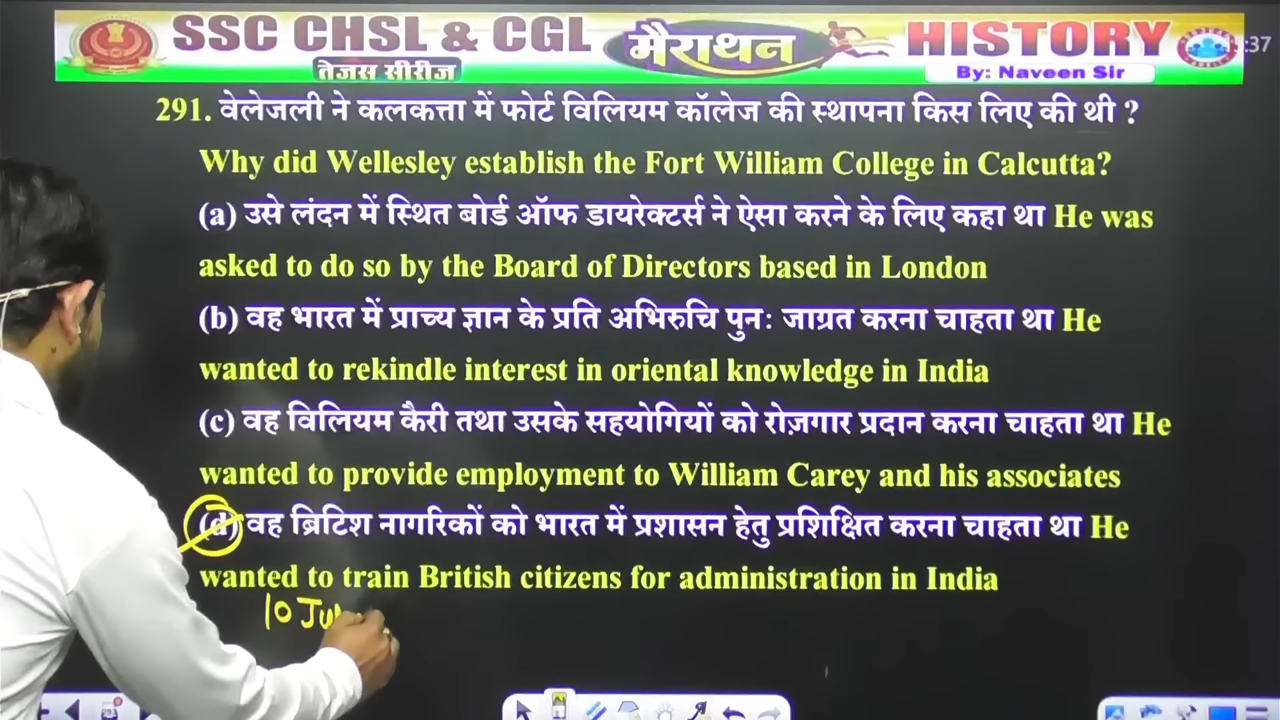 SSC CHSL & CGL
तेजस सीरीज
मैराथन
HISTORY
By: Naveen Sir
:37
291. वेलेजली ने कलकत्ता में फोर्ट विलियम कॉलेज की स्थापना किस लिए की थी ?
Why did Wellesley establish the Fort William College in Calcutta?
(a) उसे लंदन में स्थित बोर्ड ऑफ डायरेक्टर्स ने ऐसा करने के लिए कहा था He was
asked to do so by the Board of Directors based in London
(b) वह भारत में प्राच्य ज्ञान के प्रति अभिरुचि पुनः जाग्रत करना चाहता था He
wanted to rekindle interest in oriental knowledge in India
(c) वह विलियम कैरी तथा उसके सहयोगियों को रोज़गार प्रदान करना चाहता था He
wanted to provide employment to William Carey and his associates
(d) वह ब्रिटिश नागरिकों को भारत में प्रशासन हेतु प्रशिक्षित करना चाहता था He
wanted to train British citizens for administration in India
10 Ju